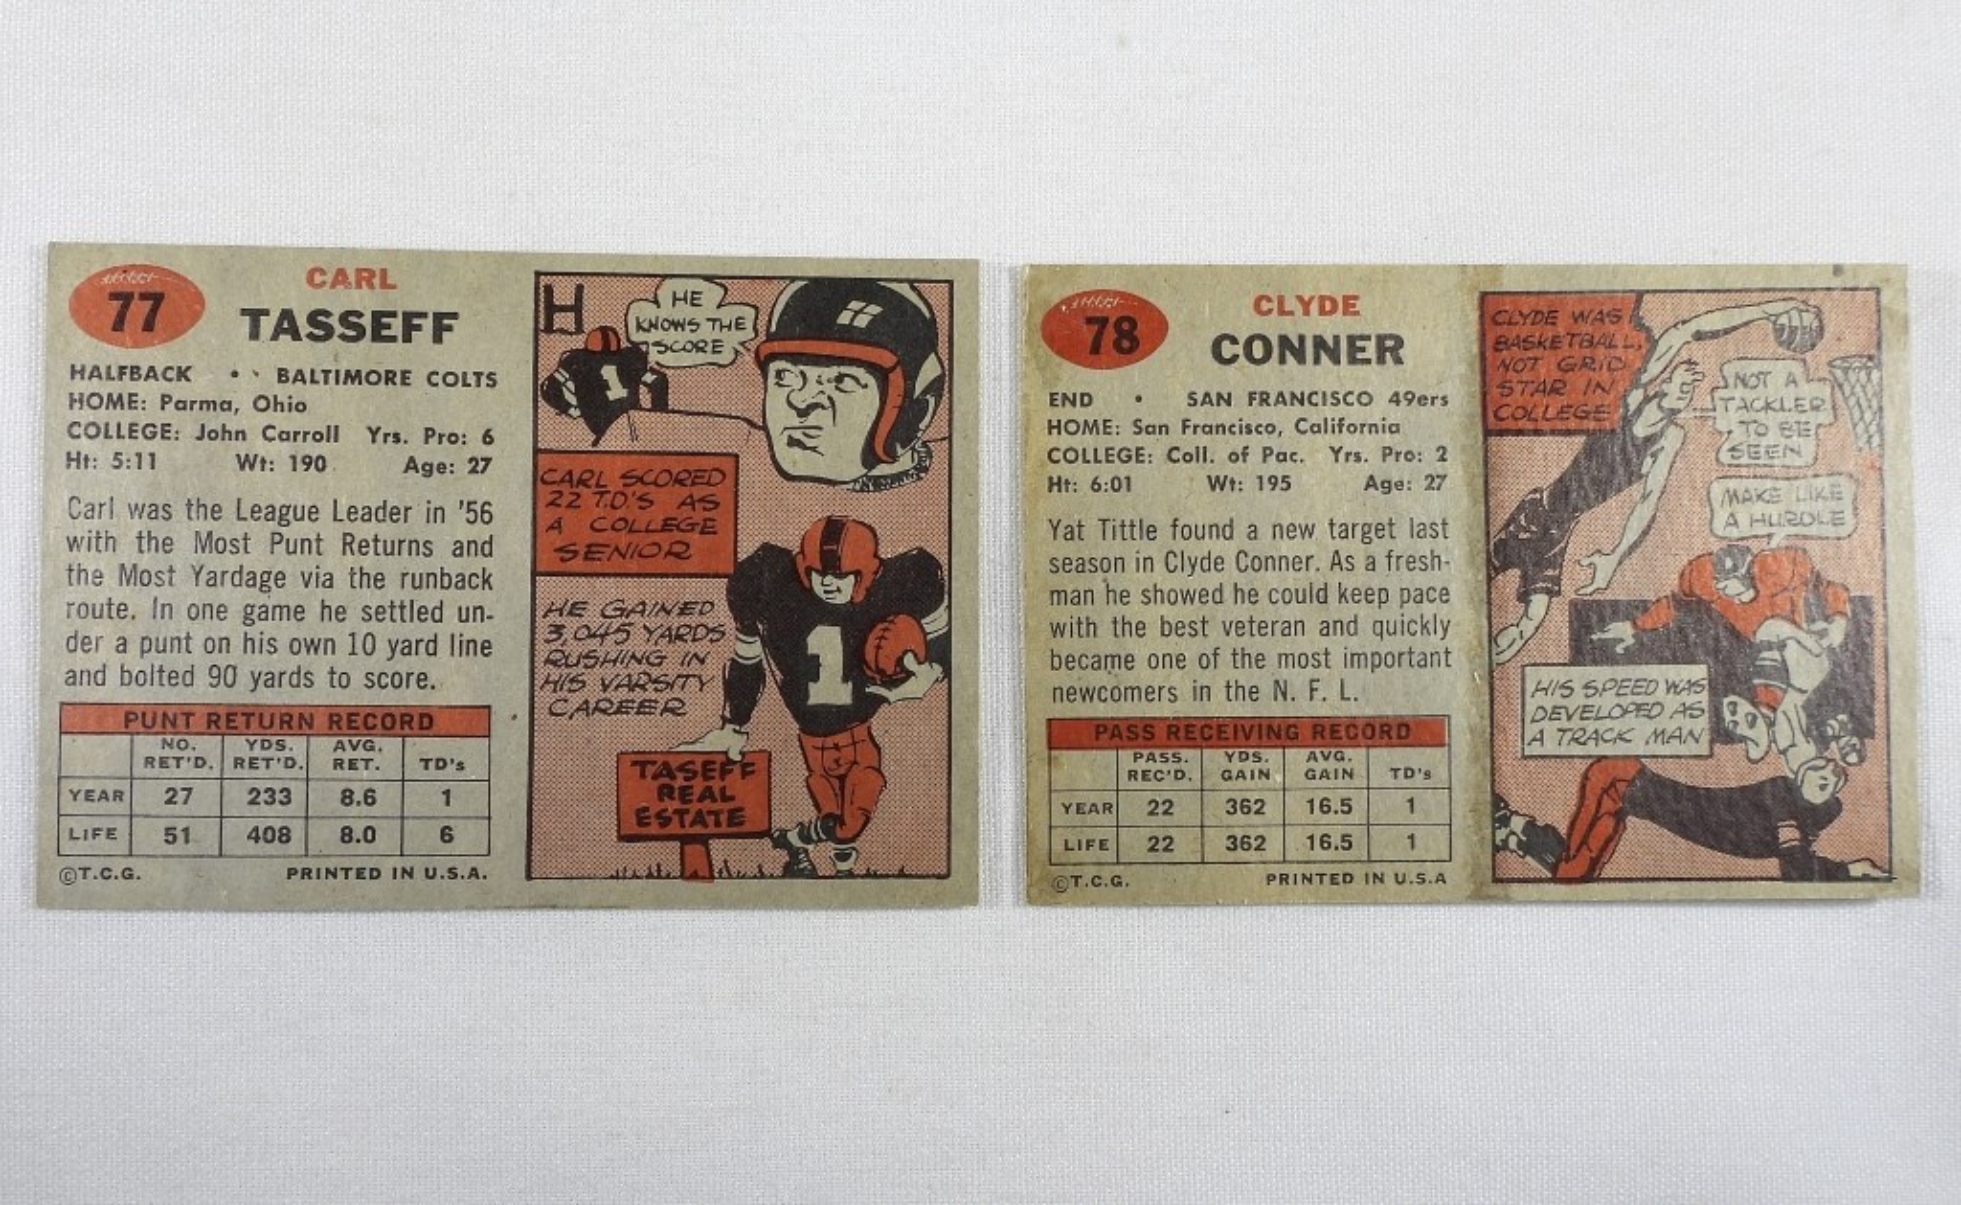 77
CARL
TASSEFF
HALFBACK • BALTIMORE COLTS
HOME: Parma, Ohio
COLLEGE: John Carroll Yrs. Pro: 6
Ht: 5:11 Wt: 190 Age: 27
Carl was the League Leader in '56
with the Most Punt Returns and
the Most Yardage via the runback
route. In one game he settled un-
der a punt on his own 10 yard line
and bolted 90 yards to score.
PUNT RETURN RECORD
NO. YDS. AVG.
RET'D. RET'D. RET. TD's
YEAR 27 233 8.6 1
LIFE 51 408 8.0 6
©T.C.G. PRINTED IN U.S.A.
H
HE
KNOWS THE
SCORE
1
CARL SCORED
22 T.D'S AS
A COLLEGE
SENIOR
HE GAINED
3,045 YARDS
RUSHING IN
HIS VARSITY
CAREER
1
TASEFF
REAL
ESTATE
78
CLYDE
CONNER
END • SAN FRANCISCO 49ers
HOME: San Francisco, California
COLLEGE: Coll. of Pac. Yrs. Pro: 2
Ht: 6:01 Wt: 195 Age: 27
Yat Tittle found a new target last
season in Clyde Conner. As a fresh-
man he showed he could keep pace
with the best veteran and quickly
became one of the most important
newcomers in the N. F. L.
PASS RECEIVING RECORD
PASS. YDS. AVG.
REC'D. GAIN GAIN TD's
YEAR 22 362 16.5 1
LIFE 22 362 16.5 1
©T.C.G. PRINTED IN U.S.A
CLYDE WAS
BASKETBALL,
NOT GRID
STAR IN
COLLEGE
NOT A
TACKLER
TO BE
SEEN
MAKE LIKE
A HURDLE
HIS SPEED WAS
DEVELOPED AS
A TRACK MAN